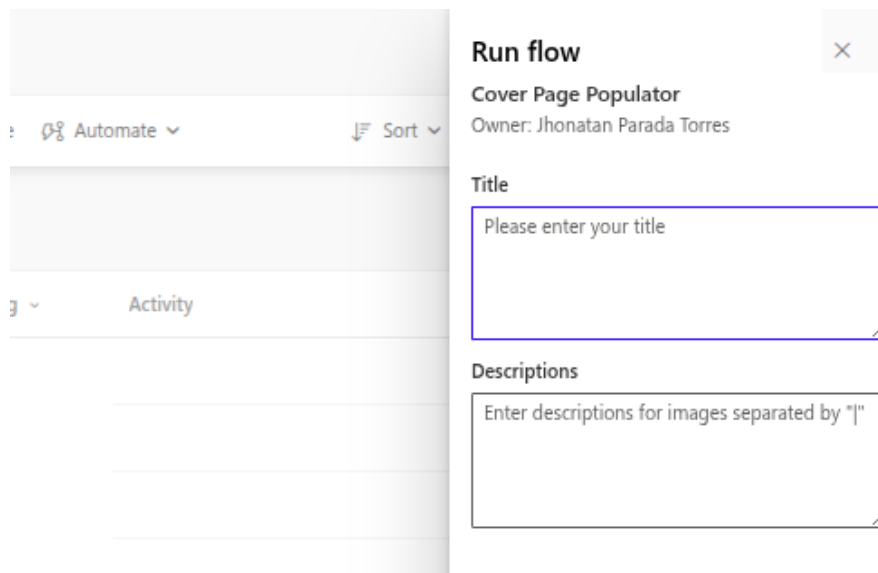 Run flow
Cover Page Populator
Owner: Jhonatan Parada Torres
Automate
Sort
Title
Please enter your title
Activity
Descriptions
Enter descriptions for images separated by "|"